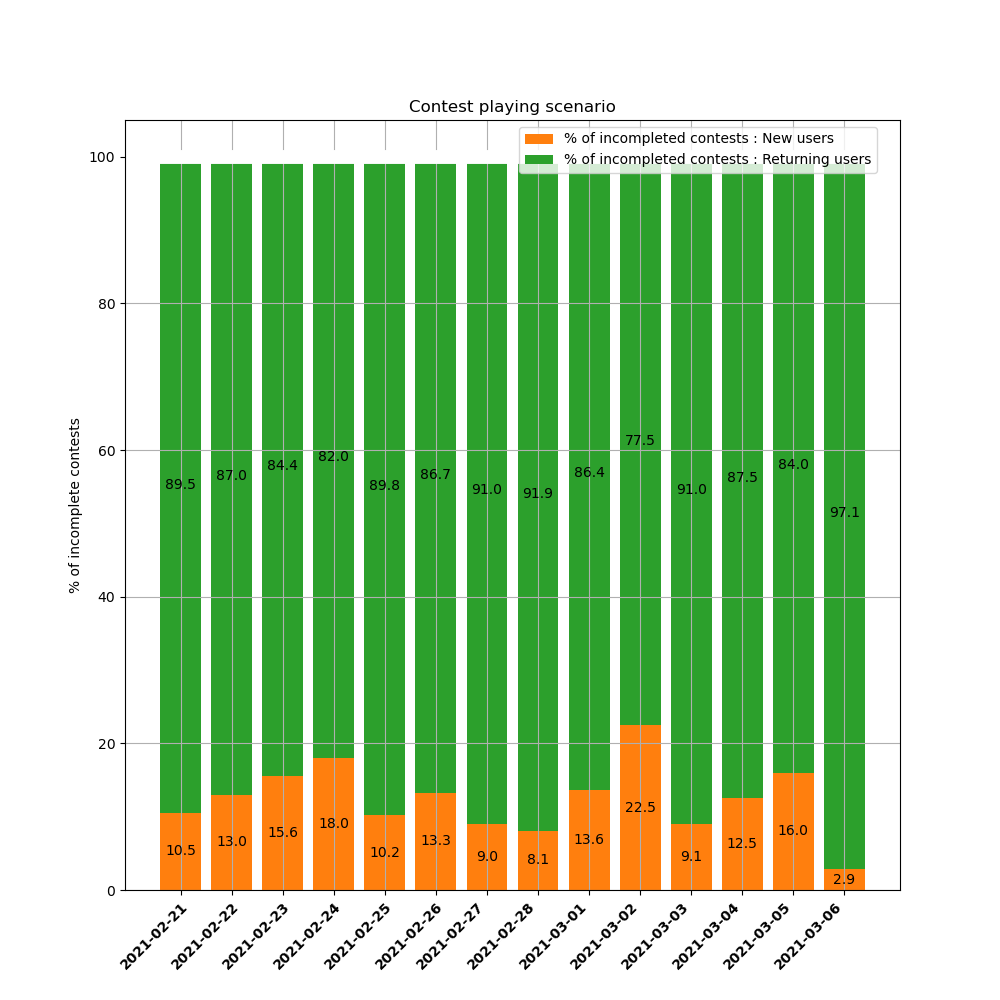 Contest playing scenario
% of incompleted contests : New users
% of incompleted contests : Returning users
% of incomplete contests
100
80
60
40
20
0
89.5 87.0 84.4 82.0 89.8 86.7 91.0 91.9 86.4 77.5 91.0 87.5 84.0 97.1
10.5 13.0 15.6 18.0 10.2 13.3 9.0 8.1 13.6 22.5 9.1 12.5 16.0 2.9
2021-02-21 2021-02-22 2021-02-23 2021-02-24 2021-02-25 2021-02-26 2021-02-27 2021-02-28 2021-03-01 2021-03-02 2021-03-03 2021-03-04 2021-03-05 2021-03-06